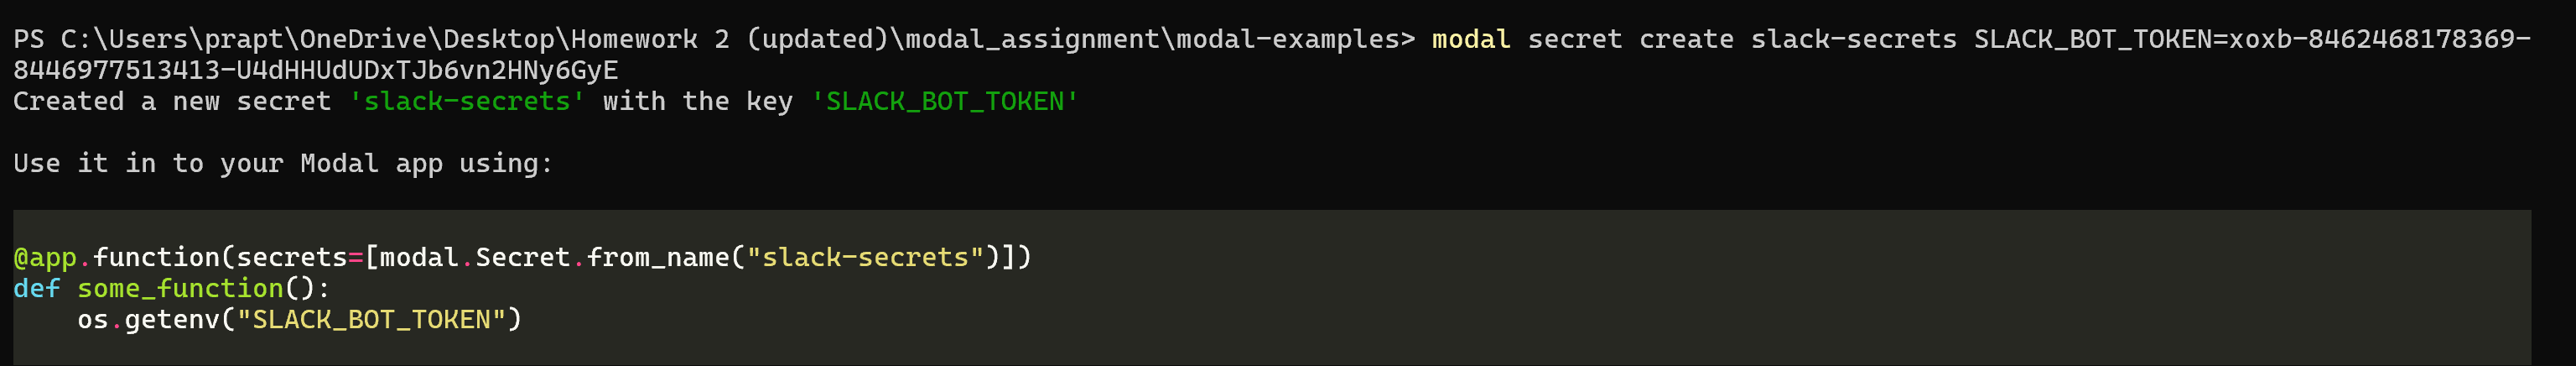 PS C:\Users\prapt\OneDrive\Desktop\Homework 2 (updated)\modal_assignment\modal-examples> modal secret create slack-secrets SLACK_BOT_TOKEN=xoxb-8462468178369-
8446977513413-U4dHHUdUDxTJb6vn2HNy6GyE
Created a new secret 'slack-secrets' with the key 'SLACK_BOT_TOKEN'
Use it in to your Modal app using:
@app.function(secrets=[modal.Secret.from_name("slack-secrets")])
def some_function():
    os.getenv("SLACK_BOT_TOKEN")